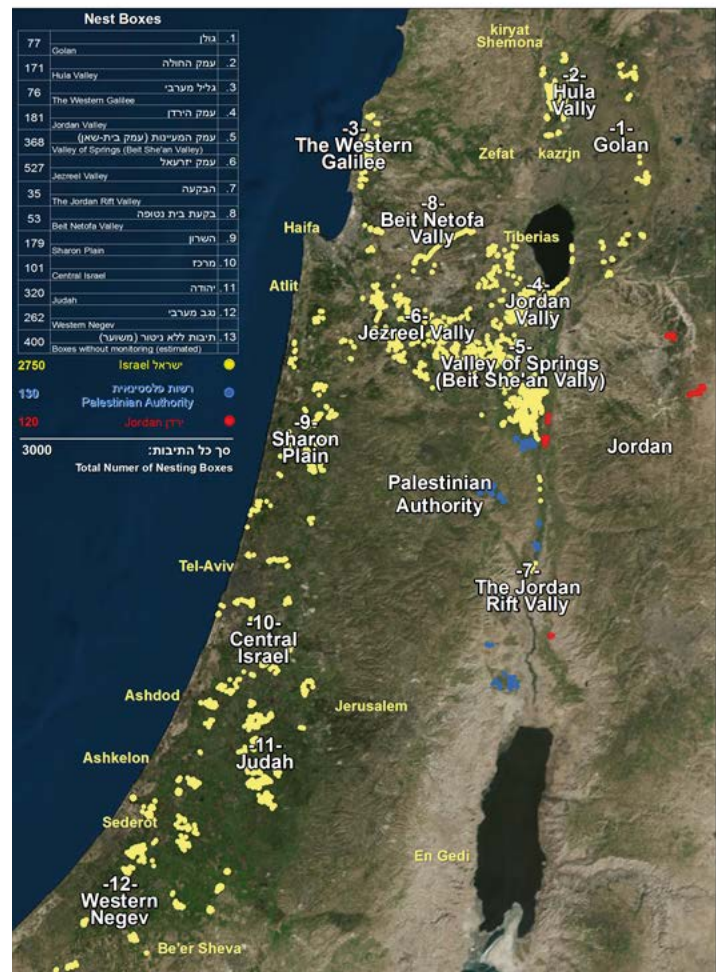 Nest Boxes
77 גולן .1
Golan
171 עמק החולה .2
Hula Valley
76 גליל מערבי .3
The Western Galilee
181 עמק הירדן .4
Jordan Valley
368 עמק המעיינות (עמק בית-שאן) .5
Valley of Springs (Beit She'an Valley)
527 עמק יזרעאל .6
Jezreel Valley
35 הבקעה .7
The Jordan Rift Valley
53 בקעת בית נטופה .8
Beit Netofa Valley
179 השרון .9
Sharon Plain
101 מרכז .10
Central Israel
320 יהודה .11
Judah
262 נגב מערבי .12
Western Negev
400 תיבות ללא ניטור (משוער) .13
Boxes without monitoring (estimated)
2750 ישראל Israel
130 רשות פלסטינאית
Palestinian Authority
120 ירדן Jordan
3000 סך כל התיבות:
Total Numer of Nesting Boxes
kiryat
Shemona
-2-
Hula
Vally
-1-
Golan
-3-
The Western
Galilee
Zefat
kazrin
-8-
Beit Netofa
Vally
Haifa
Tiberias
Atlit
-4-
Jordan
Vally
-6-
Jezreel Vally
-5-
Valley of Springs
(Beit She'an Vally)
-9-
Sharon
Plain
Jordan
Palestinian
Authority
Tel-Aviv
-7-
The Jordan
Rift Vally
-10-
Central
Israel
Ashdod
Jerusalem
Ashkelon
-11-
Judah
Sederot
En Gedi
-12-
Western
Negev
Be'er Sheva